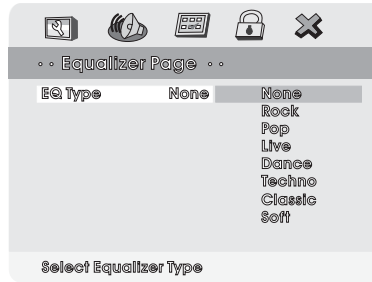 ·· Equalizer Page ··
EQ Type None None
Rock
Pop
Live
Dance
Techno
Classic
Soft
Select Equalizer Type